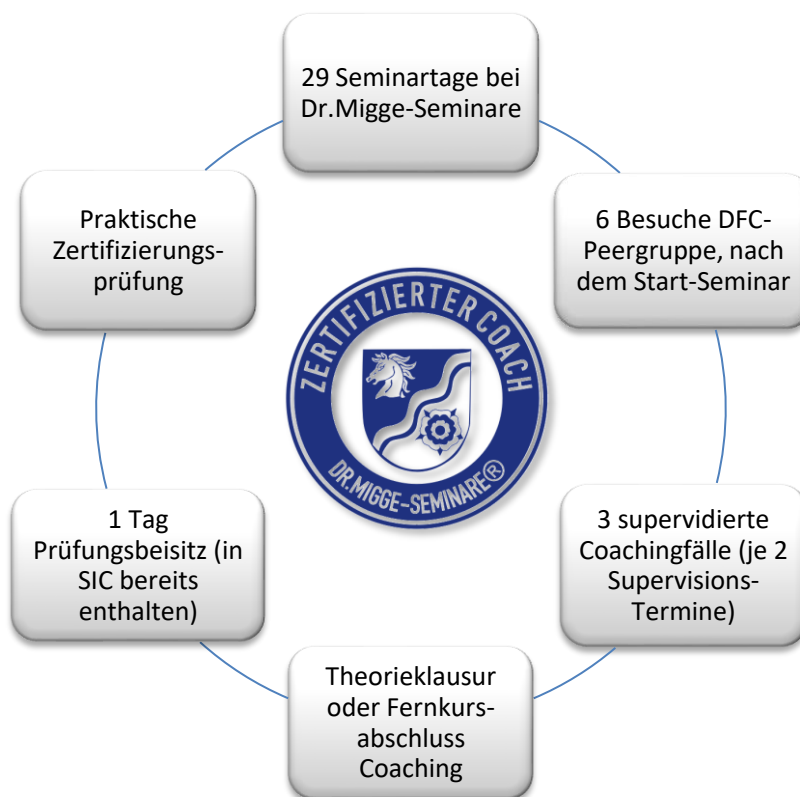 29 Seminartage bei
Dr.Migge-Seminare
6 Besuche DFC-
Peergruppe, nach
dem Start-Seminar
3 supervidierte
Coachingfälle (je 2
Supervisions-
Termine)
Theorieklausur
oder Fernkurs-
abschluss
Coaching
1 Tag
Prüfungsbeisitz (in
SIC bereits
enthalten)
Praktische
Zertifizierungs-
prüfung
ZERTIFIZIERTER COACH
DR.MIGGE-SEMINARE®